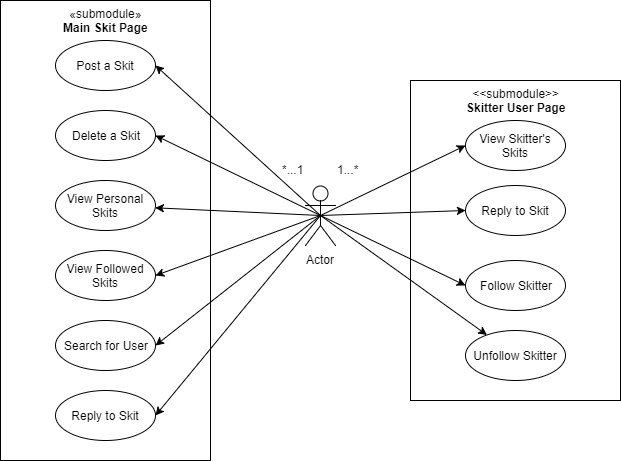 «submodule»
Main Skit Page
Post a Skit
Delete a Skit
View Personal
Skits
View Followed
Skits
Search for User
Reply to Skit
*...1
1...*
Actor
<<submodule>>
Skitter User Page
View Skitter's
Skits
Reply to Skit
Follow Skitter
Unfollow Skitter